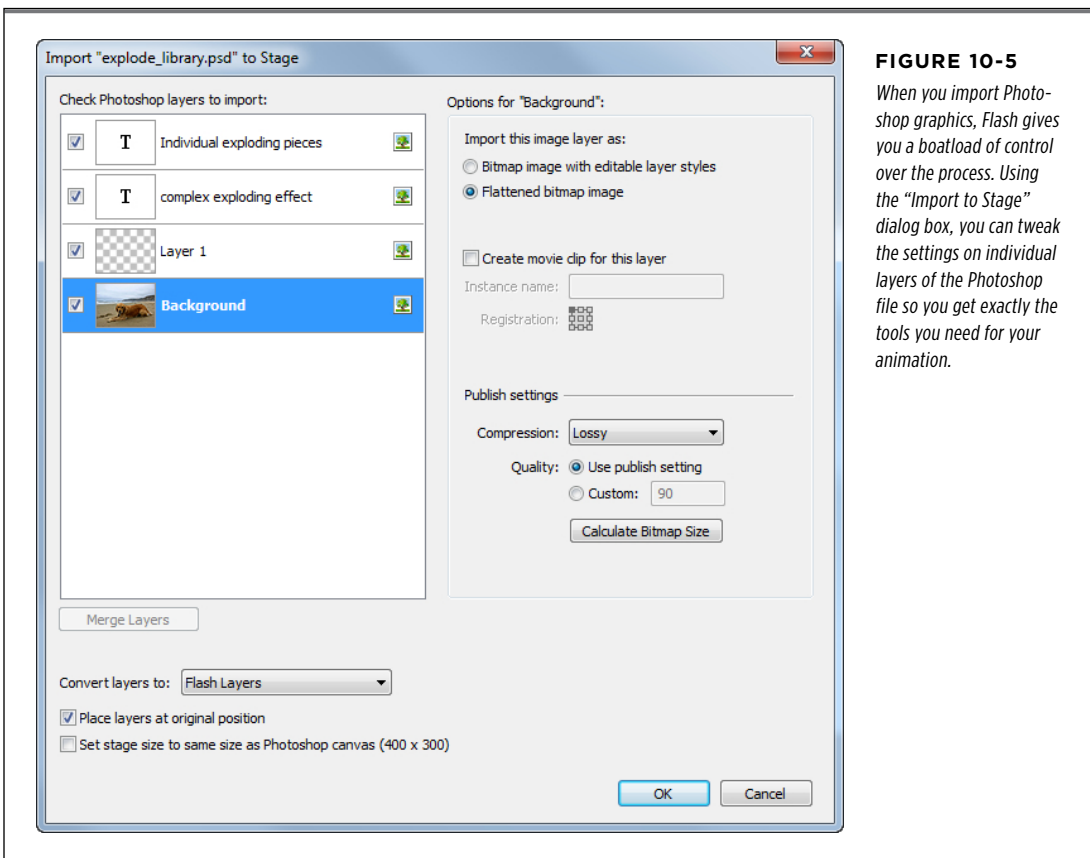 Import "explode_library.psd" to Stage
Check Photoshop layers to import:
T Individual exploding pieces
T complex exploding effect
Layer 1
Background
Merge Layers
Convert layers to: Flash Layers
Place layers at original position
Set stage size to same size as Photoshop canvas (400 x 300)
Options for "Background":
Import this image layer as:
Bitmap image with editable layer styles
Flattened bitmap image
Create movie clip for this layer
Instance name:
Registration:
Publish settings
Compression: Lossy
Quality: Use publish setting
Custom: 90
Calculate Bitmap Size
OK Cancel
FIGURE 10-5
When you import Photo-
shop graphics, Flash gives
you a boatload of control
over the process. Using
the “Import to Stage”
dialog box, you can tweak
the settings on individual
layers of the Photoshop
file so you get exactly the
tools you need for your
animation.